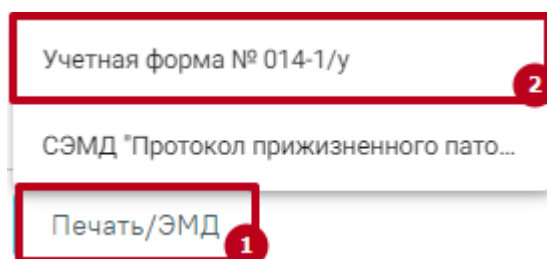 Учетная форма № 014-1/у
2
СЭМД "Протокол прижизненного пато...
Печать/ЭМД
1